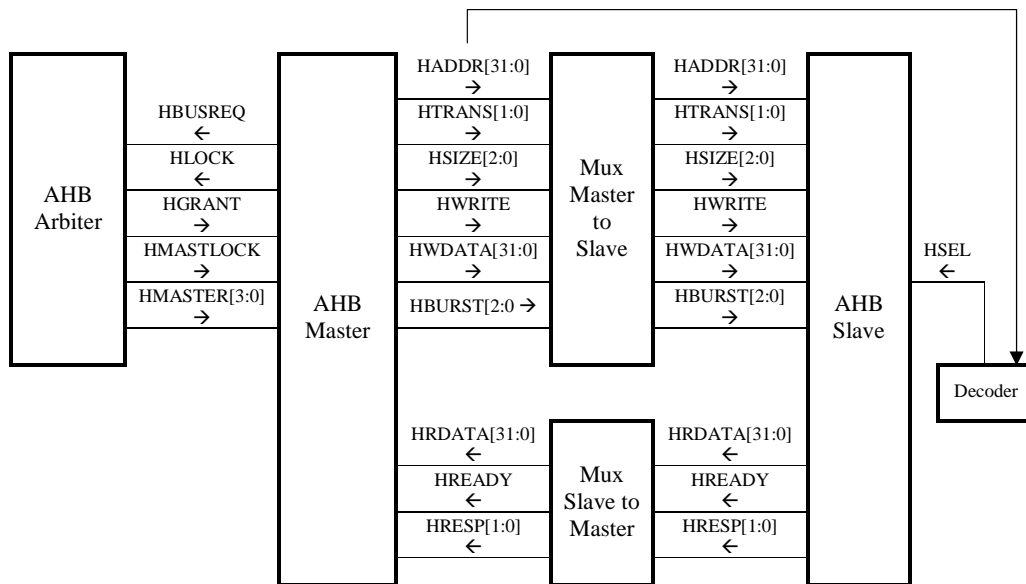 HADDR[31:0]
→
HADDR[31:0]
→
HBUSREQ
←
HTRANS[1:0]
→
HTRANS[1:0]
→
HLOCK
←
HSIZE[2:0]
→
HSIZE[2:0]
→
AHB
Arbiter
HGRANT
→
HWRITE
→
Mux
Master
to
Slave
HWRITE
→
HMASTLOCK
→
HWDATA[31:0]
→
HWDATA[31:0]
→
HSEL
←
HMASTER[3:0]
→
AHB
Master
HBURST[2:0 →
HBURST[2:0]
→
AHB
Slave
Decoder
HRDATA[31:0]
←
HRDATA[31:0]
←
HREADY
←
Mux
Slave to
Master
HREADY
←
HRESP[1:0]
←
HRESP[1:0]
←